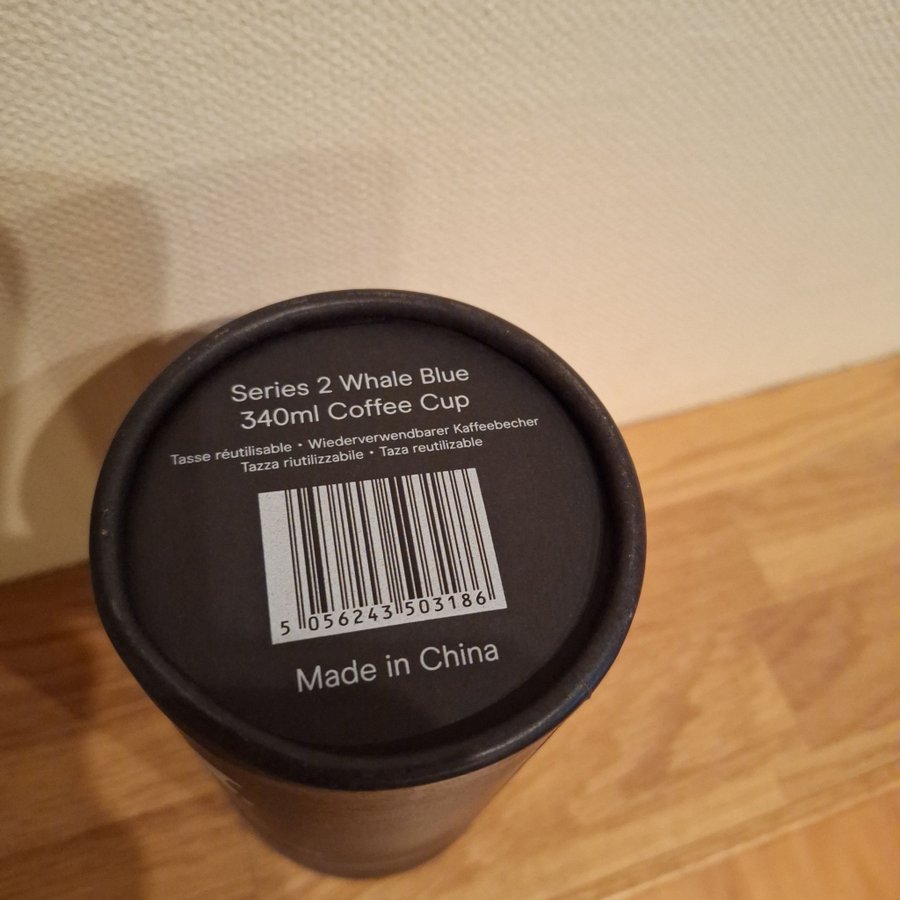 Series 2 Whale Blue
340ml Coffee Cup
Tasse réutilisable • Wiederverwendbarer Kaffeebecher
Tazza riutilizzabile • Taza reutilizable
5 056243 503186
Made in China